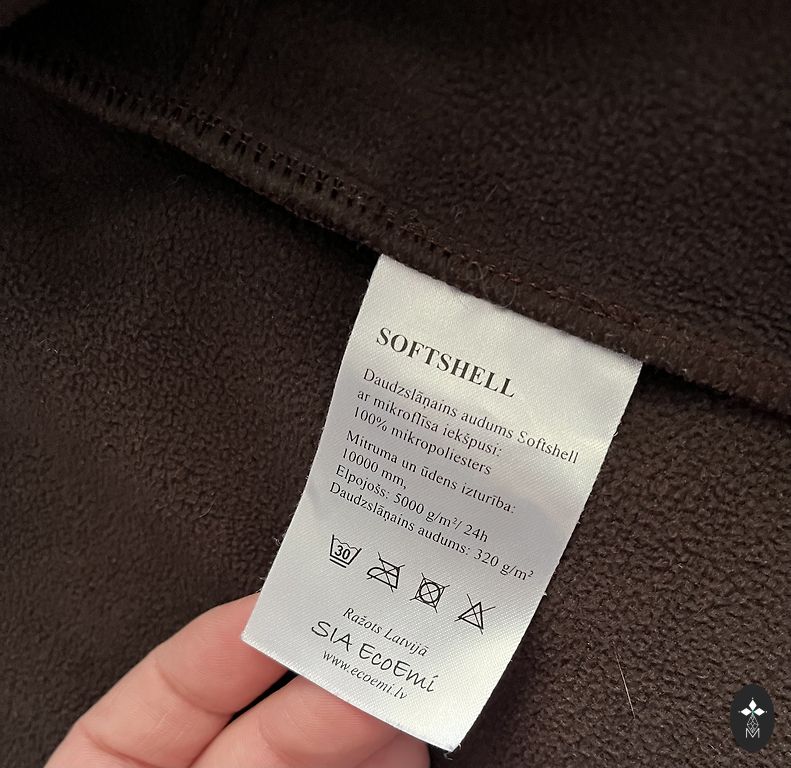 SOFTSHELL
Daudzslāņains audums Softshell
ar mikroflīsa iekšpusi:
100% mikropoliesters
Mitruma un ūdens izturība:
10000 mm,
Elpojošs: 5000 g/m²/ 24h
Daudzslāņains audums: 320 g/m²
30
Ražots Latvijā
SIA EcoEmi
www.ecoemi.lv
M